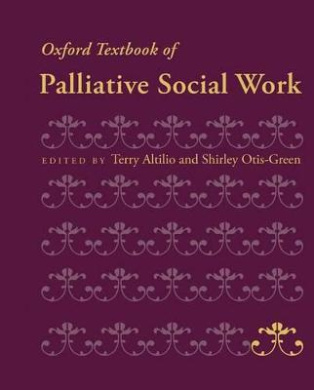 Oxford Textbook of
Palliative Social Work
EDITED BY Terry Altilio and Shirley Otis-Green